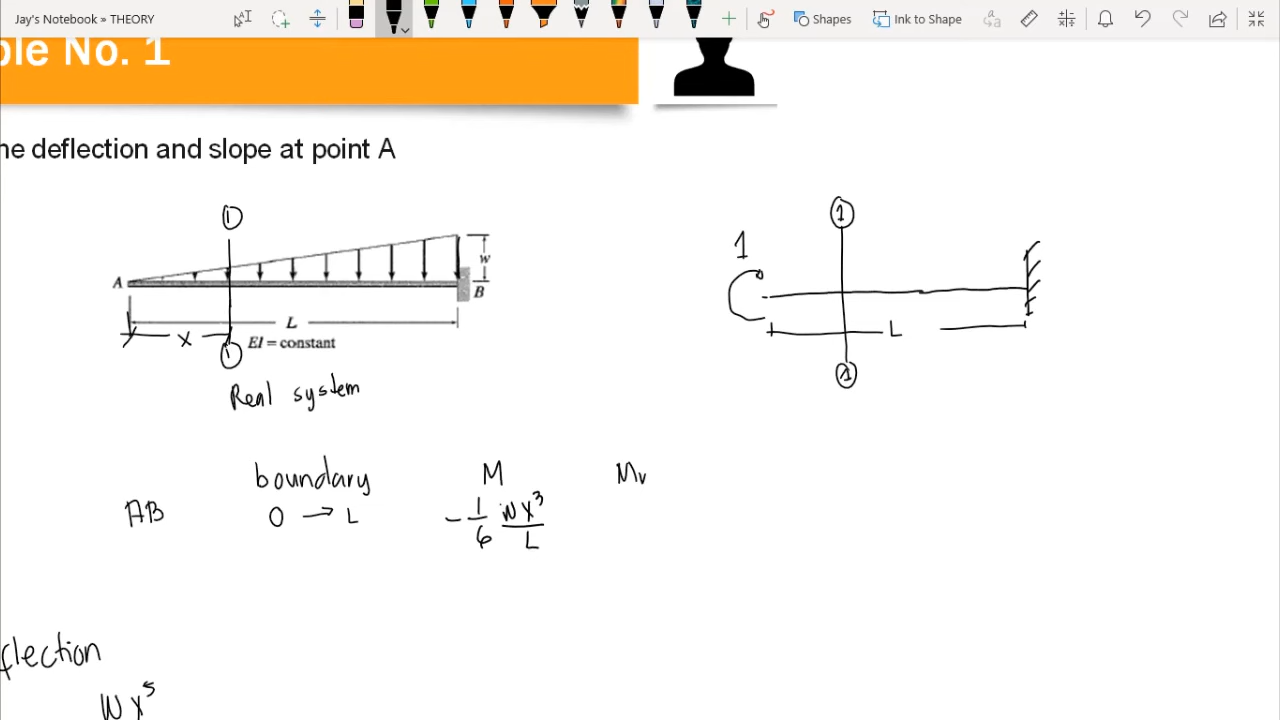 Jay's Notebook » THEORY
Shapes
Ink to Shape
ple No. 1
he deflection and slope at point A
1
1
1
A
w
B
L
x
L
1
EI = constant
1
Real system
boundary M Mv
AB 0 → L - 1/6 wx³/L
flection
wx⁵